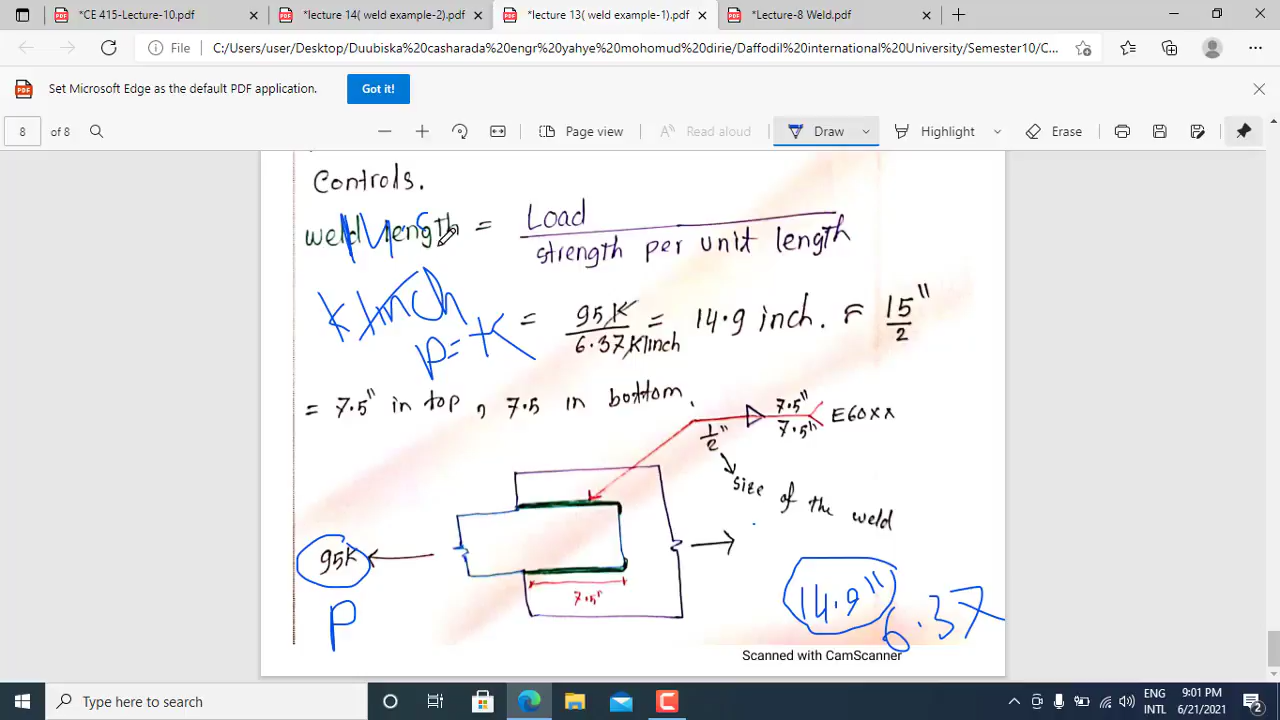 *CE 415-Lecture-10.pdf
*lecture 14( weld example-2).pdf
*lecture 13( weld example-1).pdf
*Lecture-8 Weld.pdf
File
C:/Users/user/Desktop/Duubiska%20casharada%20engr%20yahye%20mohomud%20dirie/Daffodil%20international%20University/Semester10/C...
Set Microsoft Edge as the default PDF application.
Got it!
8 of 8
Page view
Read aloud
Draw
Highlight
Erase
Controls.
weld length = Load
strength per unit length
K/inch
P=K
= 95K / 6.37K/inch = 14.9 inch. ≈ 15" / 2
= 7.5" in top, 7.5 in bottom.
1/2"
7.5"
7.5"
E60XX
size of the weld
95K
P
7.5"
14.9"
6.37
Scanned with CamScanner
Type here to search
ENG
INTL
9:01 PM
6/21/2021
2